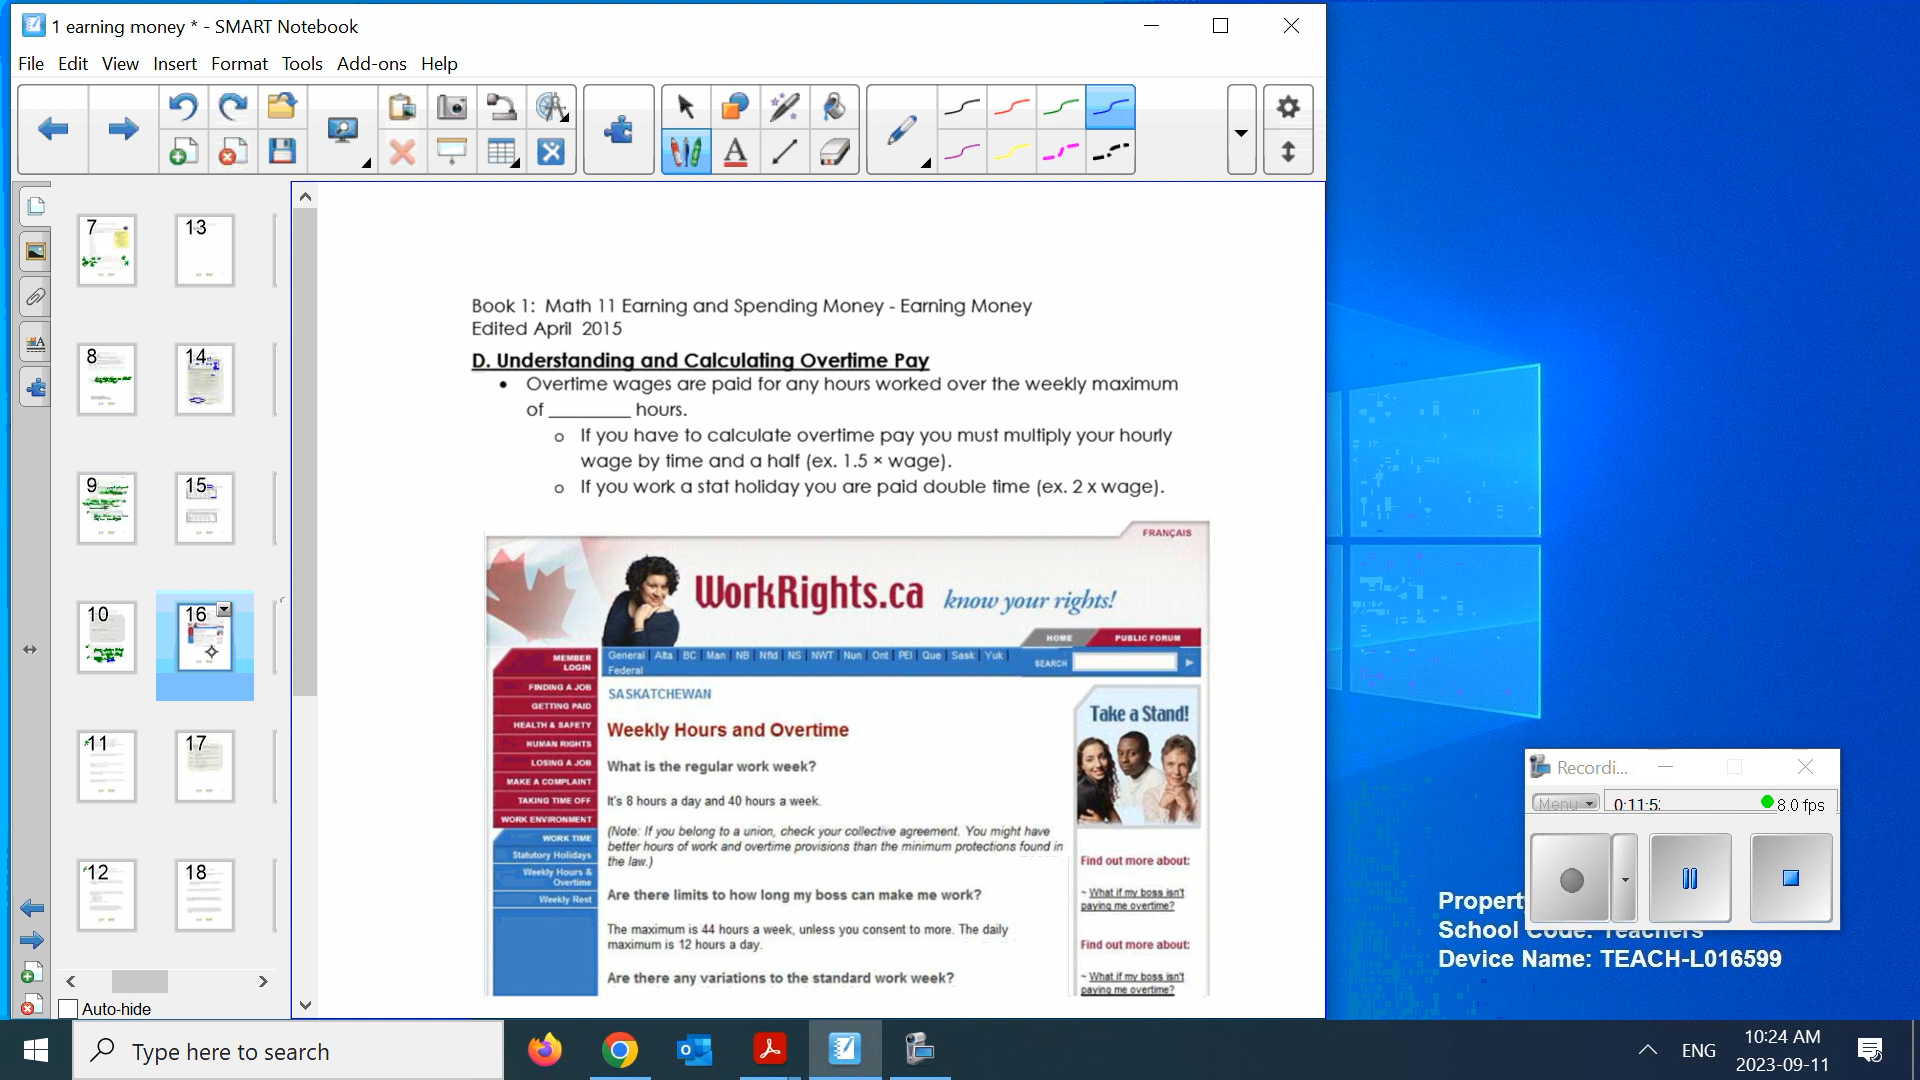 1 earning money * - SMART Notebook
File Edit View Insert Format Tools Add-ons Help
7
13
8
14
9
15
10
16
11
17
12
18
Auto-hide
Book 1: Math 11 Earning and Spending Money - Earning Money
Edited April 2015
D. Understanding and Calculating Overtime Pay
• Overtime wages are paid for any hours worked over the weekly maximum
of ________ hours.
o If you have to calculate overtime pay you must multiply your hourly
wage by time and a half (ex. 1.5 × wage).
o If you work a stat holiday you are paid double time (ex. 2 x wage).
FRANÇAIS
WorkRights.ca know your rights!
HOME PUBLIC FORUM
General Alta BC Man NB Nfld NS NWT Nun Ont PEI Que Sask Yuk
Federal
SEARCH
MEMBER
LOGIN
FINDING A JOB
GETTING PAID
HEALTH & SAFETY
HUMAN RIGHTS
LOSING A JOB
MAKE A COMPLAINT
TAKING TIME OFF
WORK ENVIRONMENT
WORK TIME
Statutory Holidays
Weekly Hours &
Overtime
Weekly Rest
SASKATCHEWAN
Weekly Hours and Overtime
What is the regular work week?
It's 8 hours a day and 40 hours a week.
(Note: If you belong to a union, check your collective agreement. You might have
better hours of work and overtime provisions than the minimum protections found in
the law.)
Are there limits to how long my boss can make me work?
The maximum is 44 hours a week, unless you consent to more. The daily
maximum is 12 hours a day.
Are there any variations to the standard work week?
Take a Stand!
Find out more about:
~ What if my boss isn't
paying me overtime?
Find out more about:
~ What if my boss isn't
paying me overtime?
Recordi...
Menu
0:11:5
8.0 fps
Property
School Code: Teachers
Device Name: TEACH-L016599
Type here to search
ENG
10:24 AM
2023-09-11